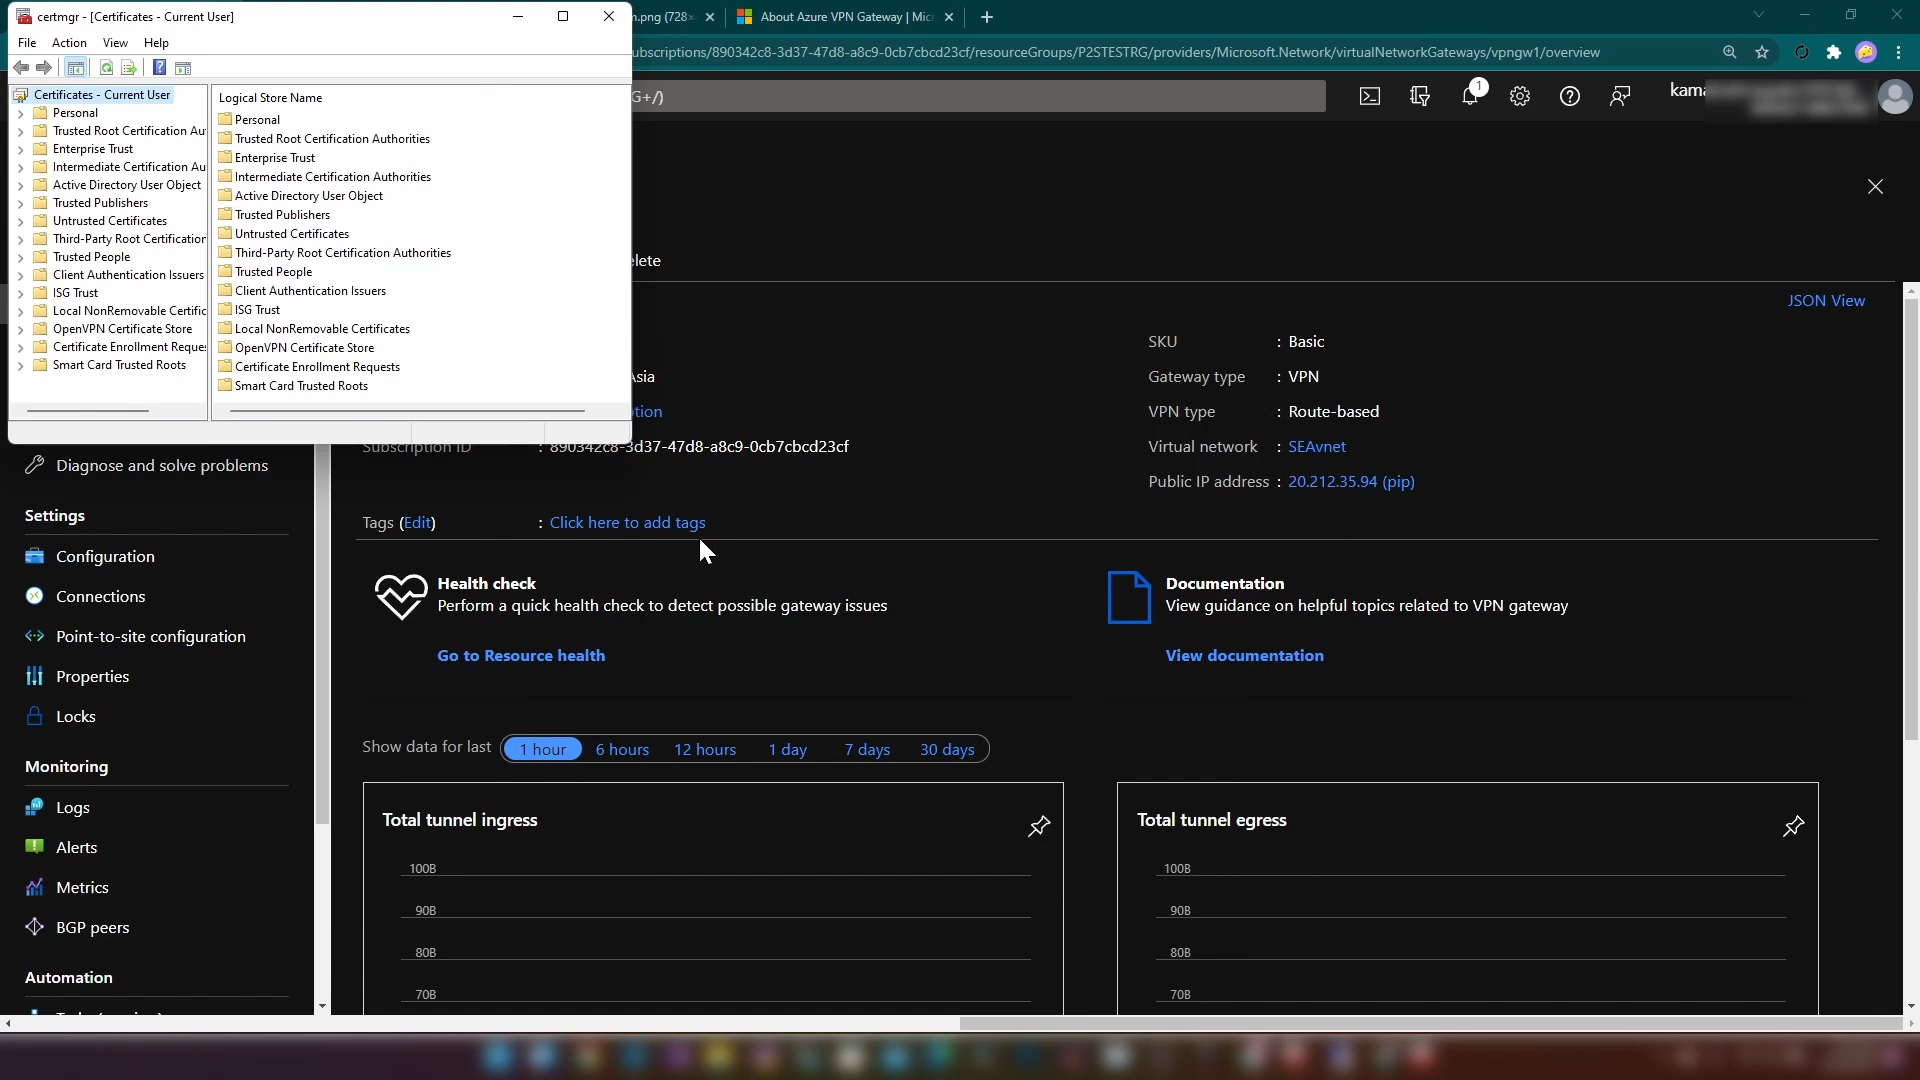 certmgr - [Certificates - Current User]
File Action View Help
Certificates - Current User
Personal
Trusted Root Certification Au
Enterprise Trust
Intermediate Certification Au
Active Directory User Object
Trusted Publishers
Untrusted Certificates
Third-Party Root Certification
Trusted People
Client Authentication Issuers
ISG Trust
Local NonRemovable Certific
OpenVPN Certificate Store
Certificate Enrollment Reques
Smart Card Trusted Roots
Logical Store Name
Personal
Trusted Root Certification Authorities
Enterprise Trust
Intermediate Certification Authorities
Active Directory User Object
Trusted Publishers
Untrusted Certificates
Third-Party Root Certification Authorities
Trusted People
Client Authentication Issuers
ISG Trust
Local NonRemovable Certificates
OpenVPN Certificate Store
Certificate Enrollment Requests
Smart Card Trusted Roots
n.png (728×
About Azure VPN Gateway | Micr
ubscriptions/890342c8-3d37-47d8-a8c9-0cb7cbcd23cf/resourceGroups/P2STESTRG/providers/Microsoft.Network/virtualNetworkGateways/vpngw1/overview
G+/)
1
kama
elete
JSON View
Asia
ption
Subscription ID : 890342c8-3d37-47d8-a8c9-0cb7cbcd23cf
SKU : Basic
Gateway type : VPN
VPN type : Route-based
Virtual network : SEAvnet
Public IP address : 20.212.35.94 (pip)
Tags (Edit) : Click here to add tags
Diagnose and solve problems
Settings
Configuration
Connections
Point-to-site configuration
Properties
Locks
Monitoring
Logs
Alerts
Metrics
BGP peers
Automation
Health check
Perform a quick health check to detect possible gateway issues
Go to Resource health
Documentation
View guidance on helpful topics related to VPN gateway
View documentation
Show data for last 1 hour 6 hours 12 hours 1 day 7 days 30 days
Total tunnel ingress
100B
90B
80B
70B
Total tunnel egress
100B
90B
80B
70B